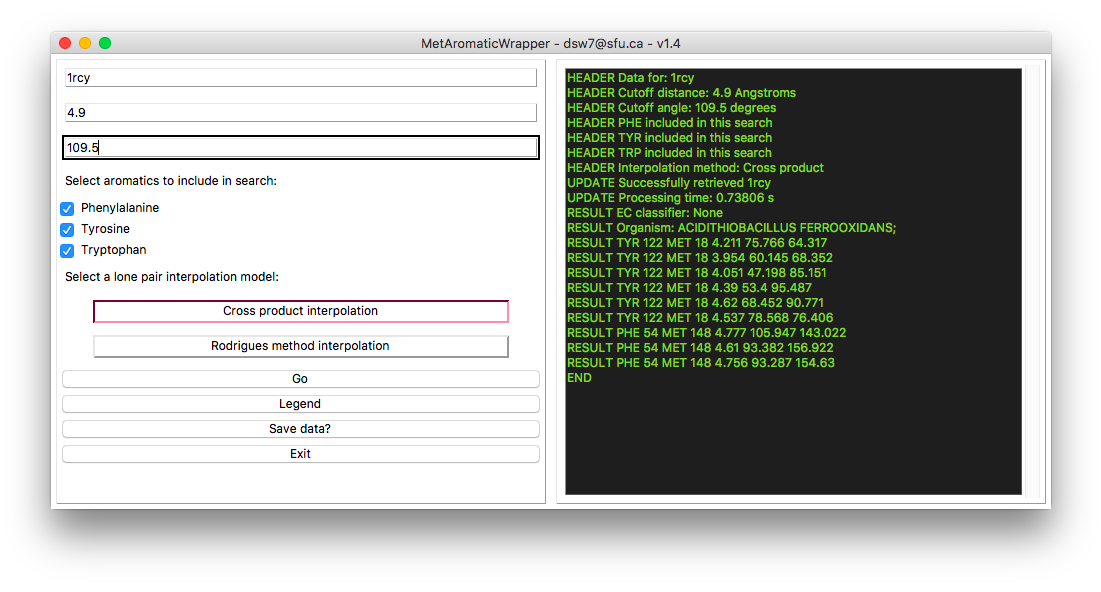 MetAromaticWrapper - dsw7@sfu.ca - v1.4
1rcy
4.9
109.5
Select aromatics to include in search:
Phenylalanine
Tyrosine
Tryptophan
Select a lone pair interpolation model:
Cross product interpolation
Rodrigues method interpolation
Go
Legend
Save data?
Exit
HEADER Data for: 1rcy
HEADER Cutoff distance: 4.9 Angstroms
HEADER Cutoff angle: 109.5 degrees
HEADER PHE included in this search
HEADER TYR included in this search
HEADER TRP included in this search
HEADER Interpolation method: Cross product
UPDATE Successfully retrieved 1rcy
UPDATE Processing time: 0.73806 s
RESULT EC classifier: None
RESULT Organism: ACIDITHIOBACILLUS FERROOXIDANS;
RESULT TYR 122 MET 18 4.211 75.766 64.317
RESULT TYR 122 MET 18 3.954 60.145 68.352
RESULT TYR 122 MET 18 4.051 47.198 85.151
RESULT TYR 122 MET 18 4.39 53.4 95.487
RESULT TYR 122 MET 18 4.62 68.452 90.771
RESULT TYR 122 MET 18 4.537 78.568 76.406
RESULT PHE 54 MET 148 4.777 105.947 143.022
RESULT PHE 54 MET 148 4.61 93.382 156.922
RESULT PHE 54 MET 148 4.756 93.287 154.63
END